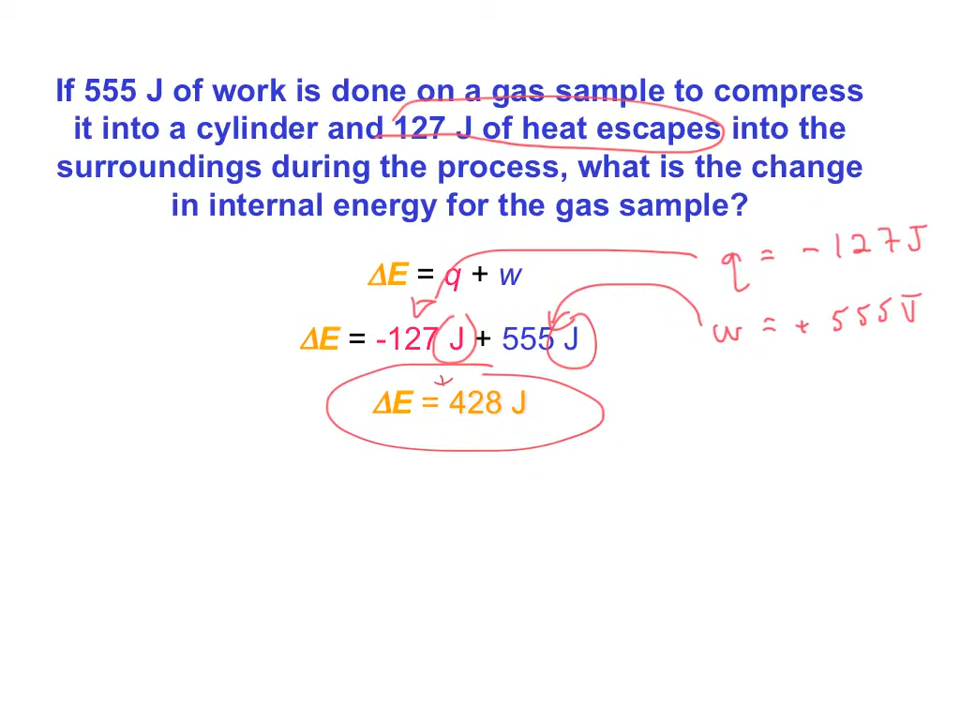 If 555 J of work is done on a gas sample to compress
it into a cylinder and 127 J of heat escapes into the
surroundings during the process, what is the change
in internal energy for the gas sample?
q = -127J
ΔE = q + w
w = + 555J
ΔE = -127 J + 555 J
+
ΔE = 428 J